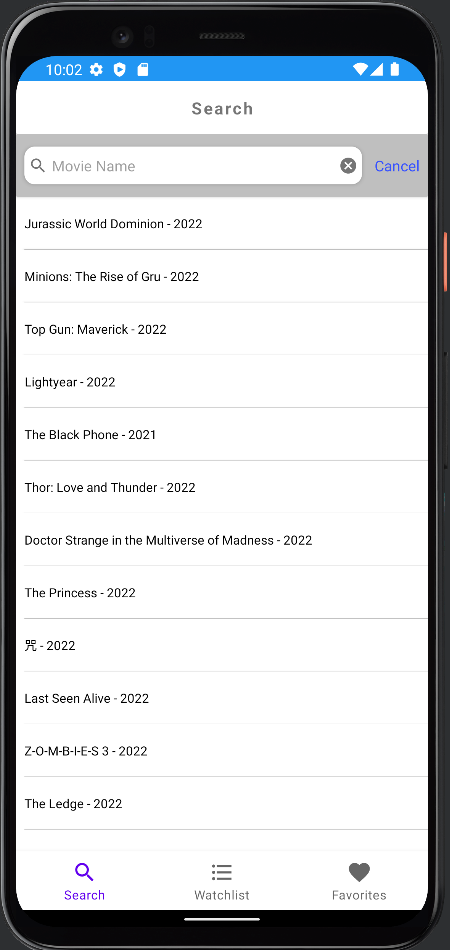 10:02
Search
Movie Name
Cancel
Jurassic World Dominion - 2022
Minions: The Rise of Gru - 2022
Top Gun: Maverick - 2022
Lightyear - 2022
The Black Phone - 2021
Thor: Love and Thunder - 2022
Doctor Strange in the Multiverse of Madness - 2022
The Princess - 2022
咒 - 2022
Last Seen Alive - 2022
Z-O-M-B-I-E-S 3 - 2022
The Ledge - 2022
Search
Watchlist
Favorites